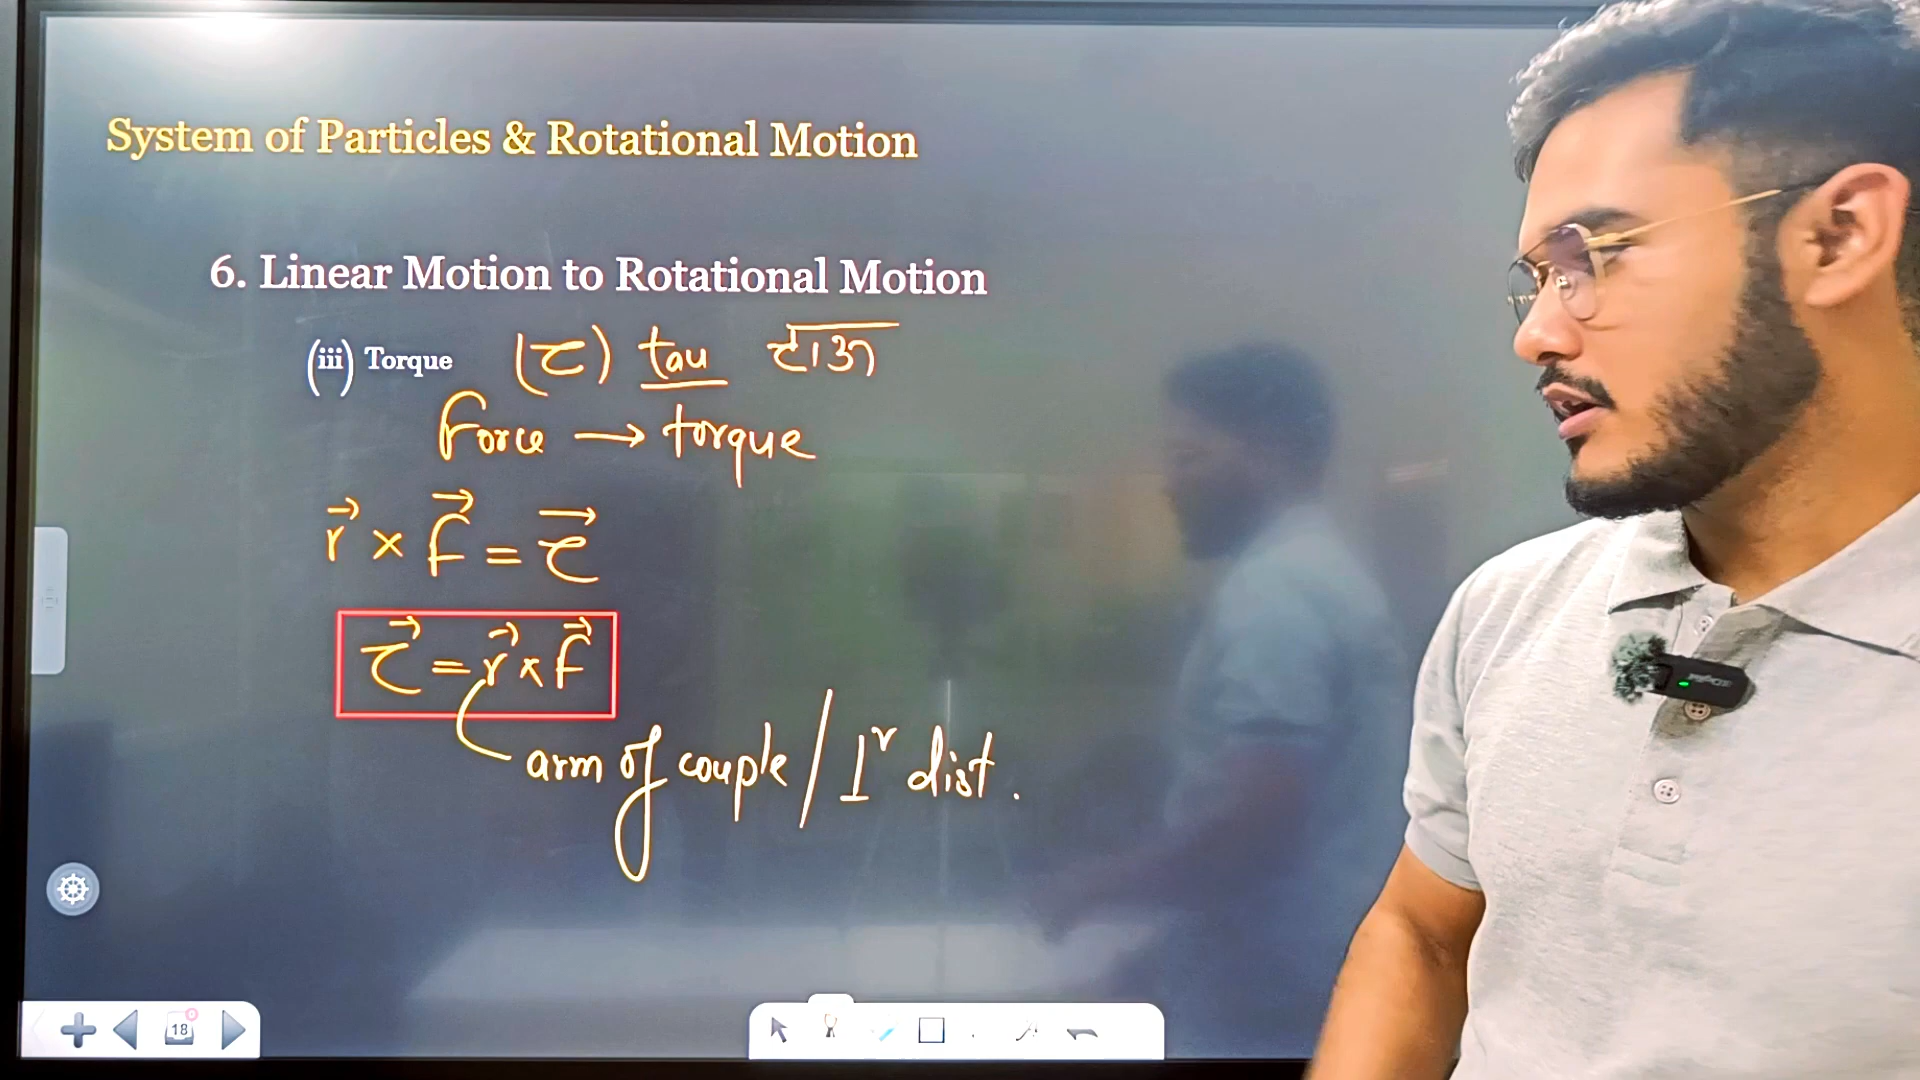 System of Particles & Rotational Motion
6. Linear Motion to Rotational Motion
(iii) Torque (τ) tau टाऊ
Force → torque
r⃗ × F⃗ = τ⃗
τ⃗ = r⃗ × F⃗
arm of couple / ⊥ʳ dist.
18